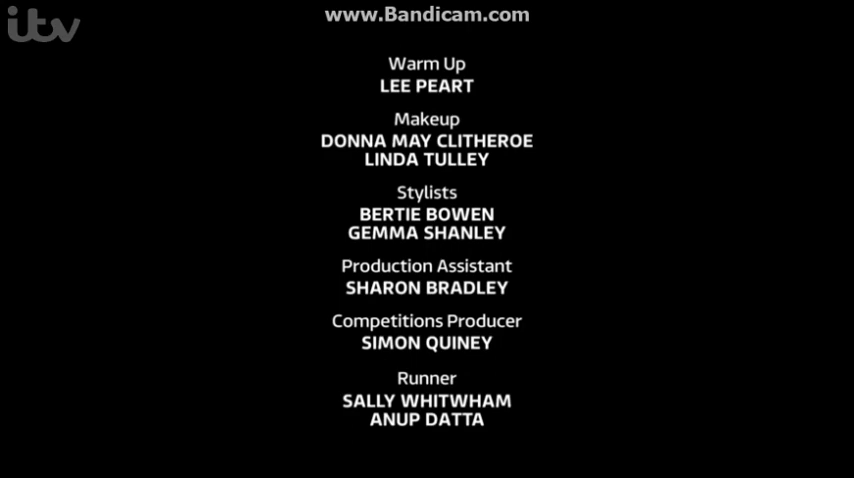 itv
www.Bandicam.com
Warm Up
LEE PEART
Makeup
DONNA MAY CLITHEROE
LINDA TULLEY
Stylists
BERTIE BOWEN
GEMMA SHANLEY
Production Assistant
SHARON BRADLEY
Competitions Producer
SIMON QUINEY
Runner
SALLY WHITWHAM
ANUP DATTA